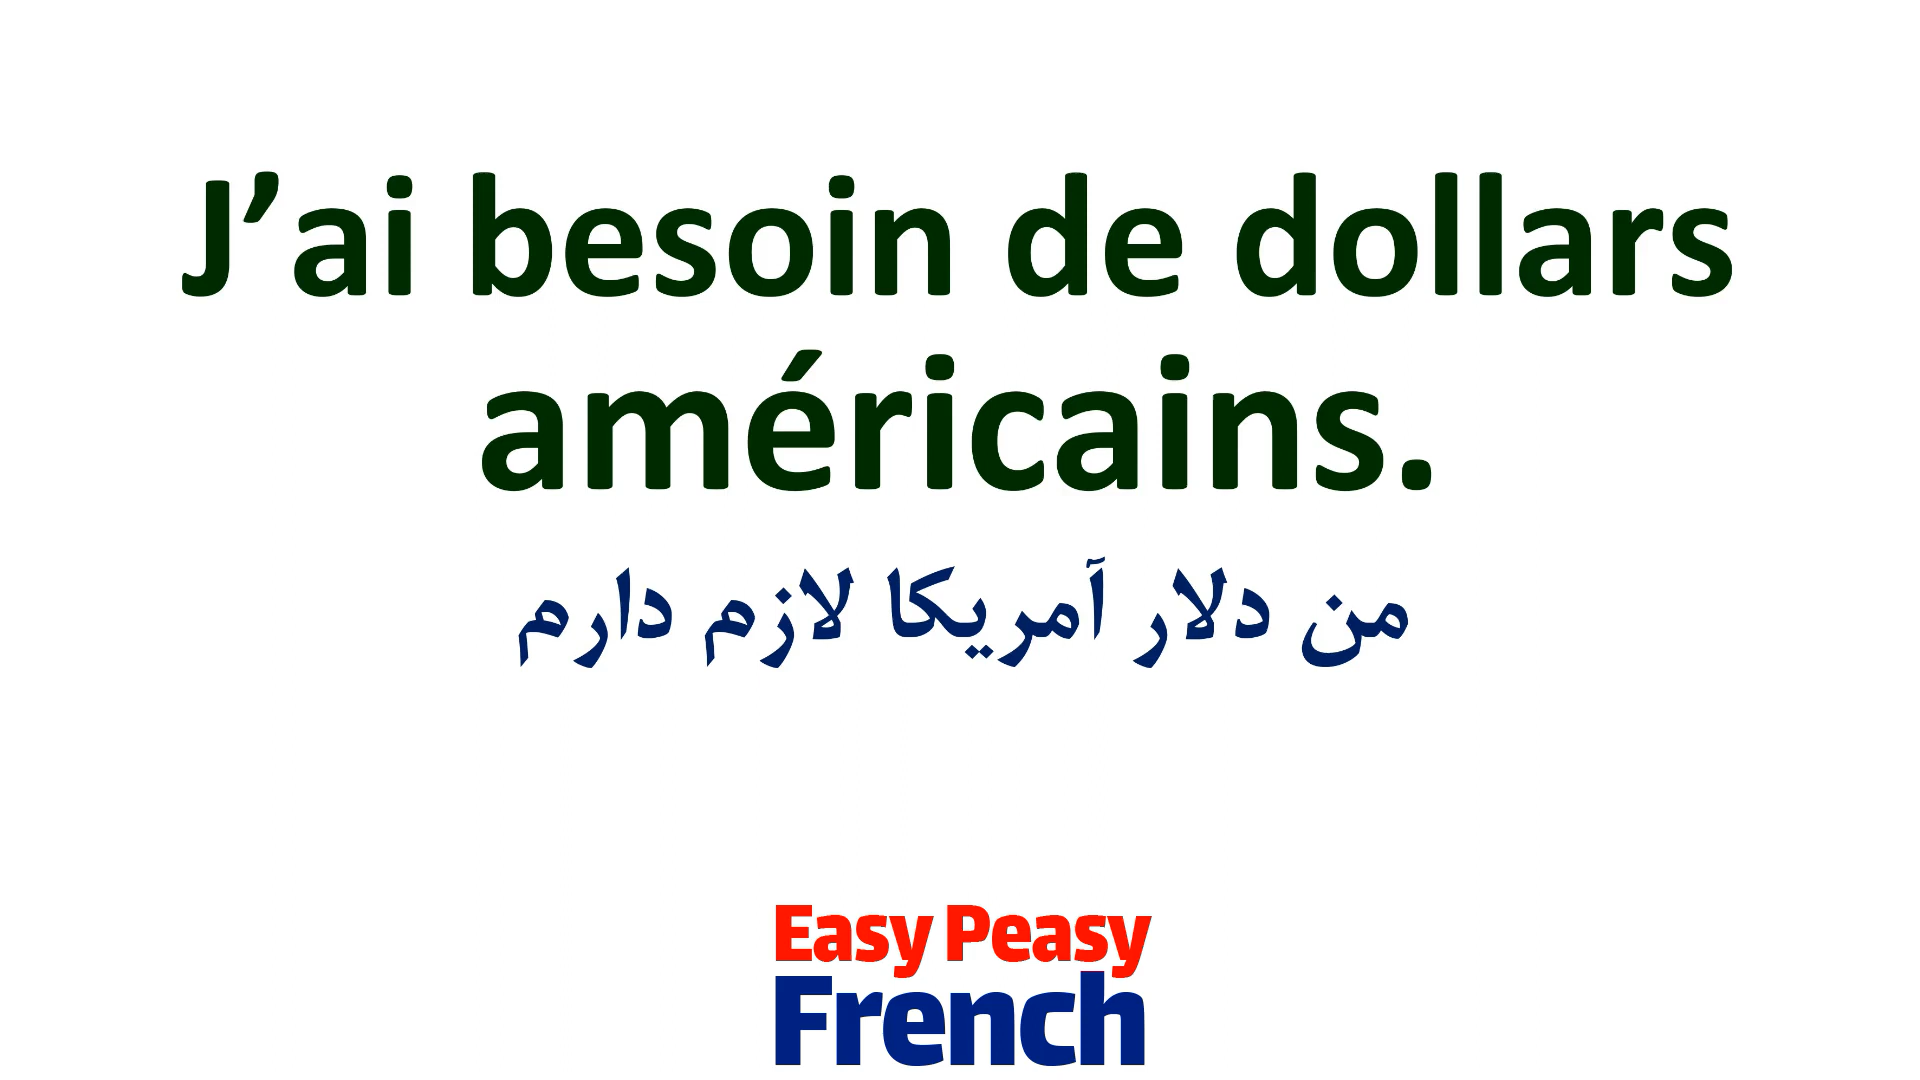 J’ai besoin de dollars
américains.
من دلار آمریکا لازم دارم
Easy Peasy
French